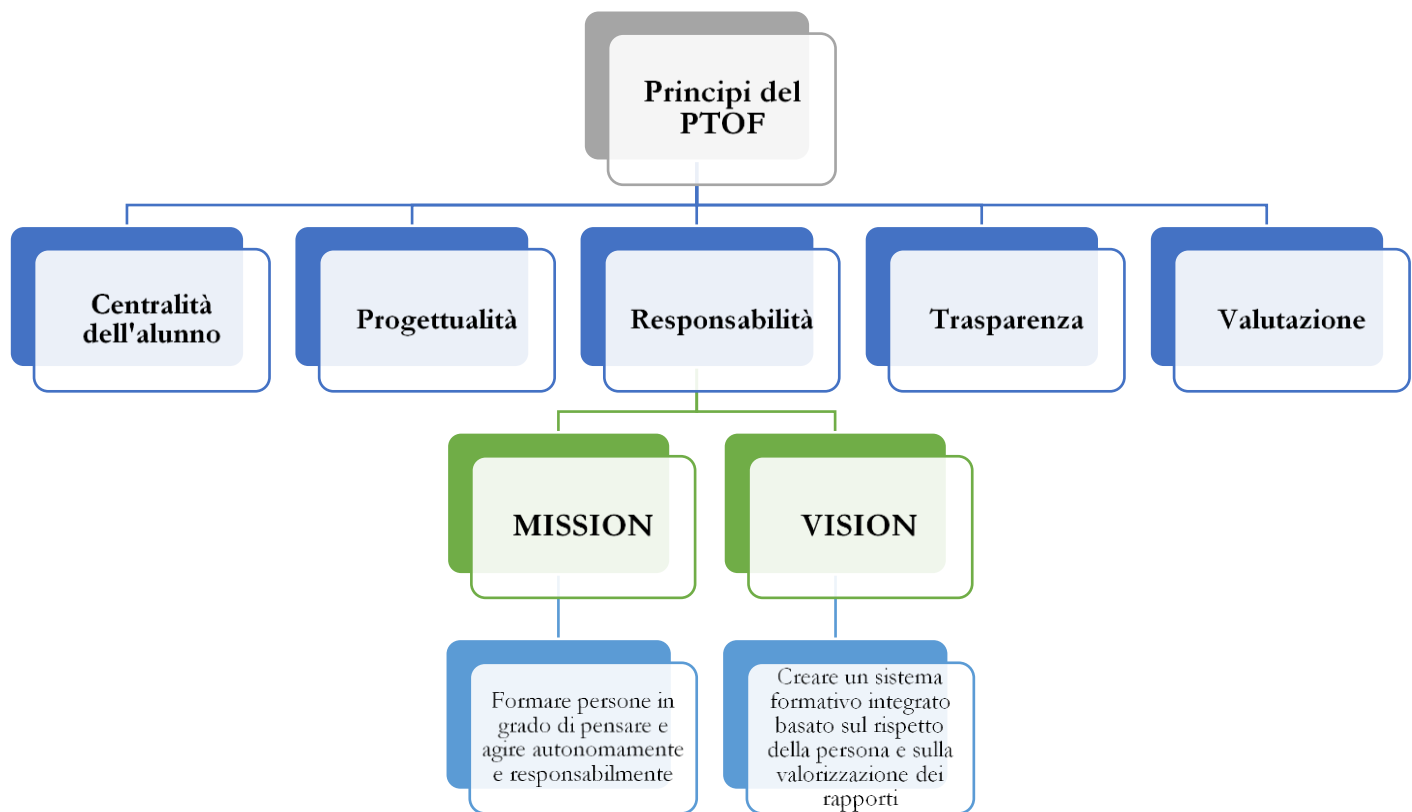 Principi del
PTOF
Centralità
dell'alunno
Progettualità
Responsabilità
Trasparenza
Valutazione
MISSION
VISION
Formare persone in
grado di pensare e
agire autonomamente
e responsabilmente
Creare un sistema
formativo integrato
basato sul rispetto
della persona e sulla
valorizzazione dei
rapporti